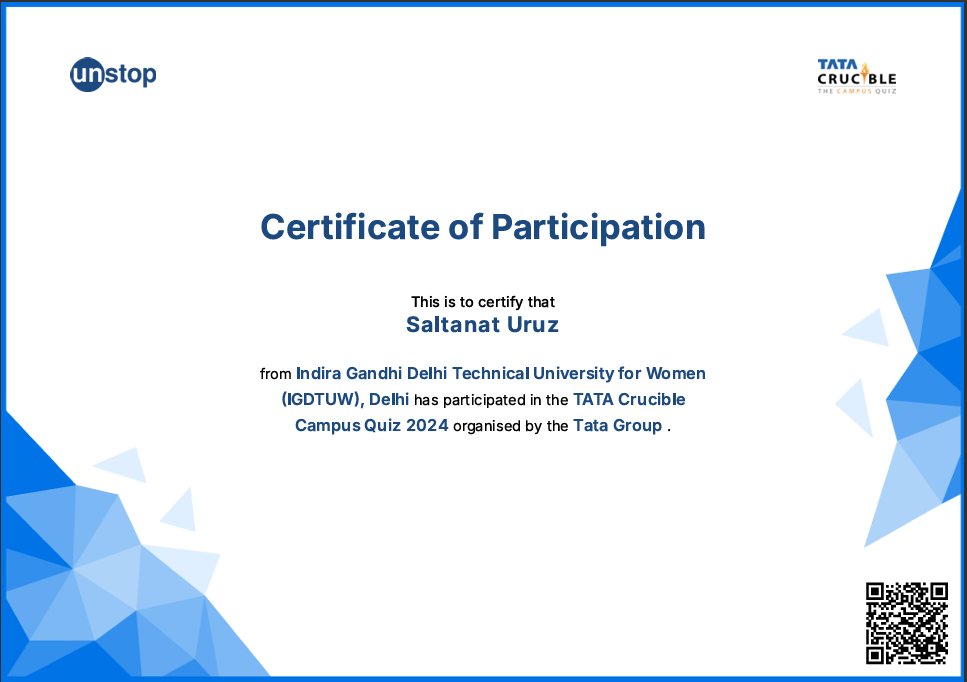 unstop
TATA
CRUCIBLE
THE CAMPUS QUIZ
Certificate of Participation
This is to certify that
Saltanat Uruz
from Indira Gandhi Delhi Technical University for Women
(IGDTUW), Delhi has participated in the TATA Crucible
Campus Quiz 2024 organised by the Tata Group .